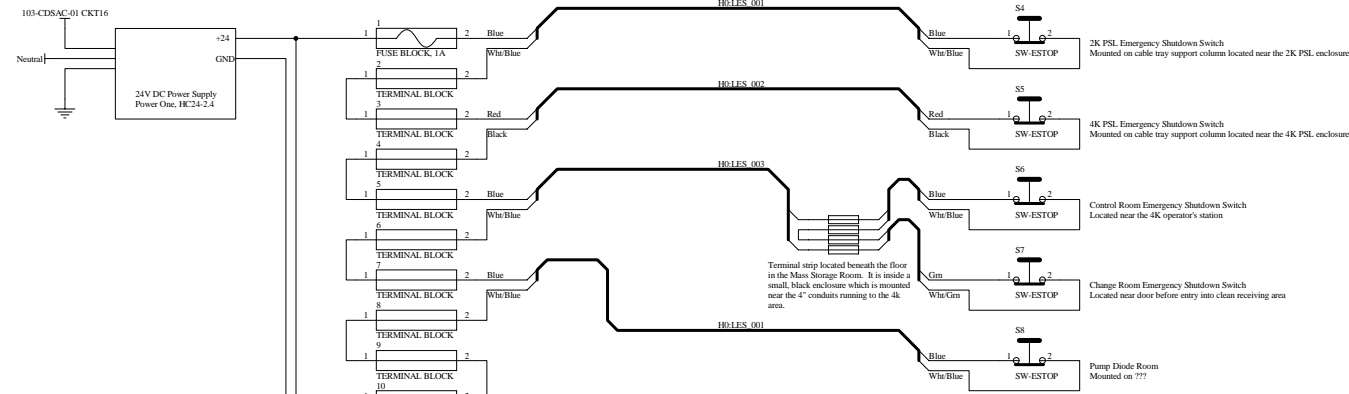 103-CDSAC-01 CKT16
Neutral
+24
GND
24V DC Power Supply
Power One, HC24-2.4
1
1 2
FUSE BLOCK, 1A
2
1 2
TERMINAL BLOCK
3
1 2
TERMINAL BLOCK
4
1 2
TERMINAL BLOCK
5
1 2
TERMINAL BLOCK
6
1 2
TERMINAL BLOCK
7
1 2
TERMINAL BLOCK
8
1 2
TERMINAL BLOCK
9
1 2
TERMINAL BLOCK
10
Blue
Wht/Blue
H0:LES_001
Blue
Wht/Blue
S4
1 2
SW-ESTOP
2K PSL Emergency Shutdown Switch
Mounted on cable tray support column located near the 2K PSL enclosure
Red
Black
H0:LES_002
Red
Black
S5
1 2
SW-ESTOP
4K PSL Emergency Shutdown Switch
Mounted on cable tray support column located near the 4K PSL enclosure
Blue
Wht/Blue
H0:LES_003
Blue
Wht/Blue
S6
1 2
SW-ESTOP
Control Room Emergency Shutdown Switch
Located near the 4K operator's station
Terminal strip located beneath the floor
in the Mass Storage Room. It is inside a
small, black enclosure which is mounted
near the 4" conduits running to the 4k
area.
Grn
Wht/Grn
S7
1 2
SW-ESTOP
Change Room Emergency Shutdown Switch
Located near door before entry into clean receiving area
Blue
Wht/Blue
H0:LES_001
Blue
Wht/Blue
S8
1 2
SW-ESTOP
Pump Diode Room
Mounted on ???